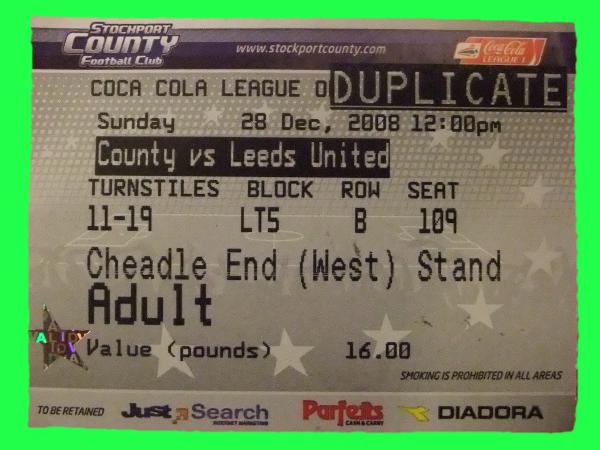 STOCKPORT
COUNTY
Football Club
www.stockportcounty.com
Coca-Cola
LEAGUE 1
COCA COLA LEAGUE O DUPLICATE
Sunday 28 Dec, 2008 12:00pm
County vs Leeds United
TURNSTILES BLOCK ROW SEAT
11-19 LT5 B 109
Cheadle End (West) Stand
Adult
VALID
Value (pounds) 16.00
SMOKING IS PROHIBITED IN ALL AREAS
TO BE RETAINED Just Search INTERNET MARKETING Parfetts CASH & CARRY DIADORA